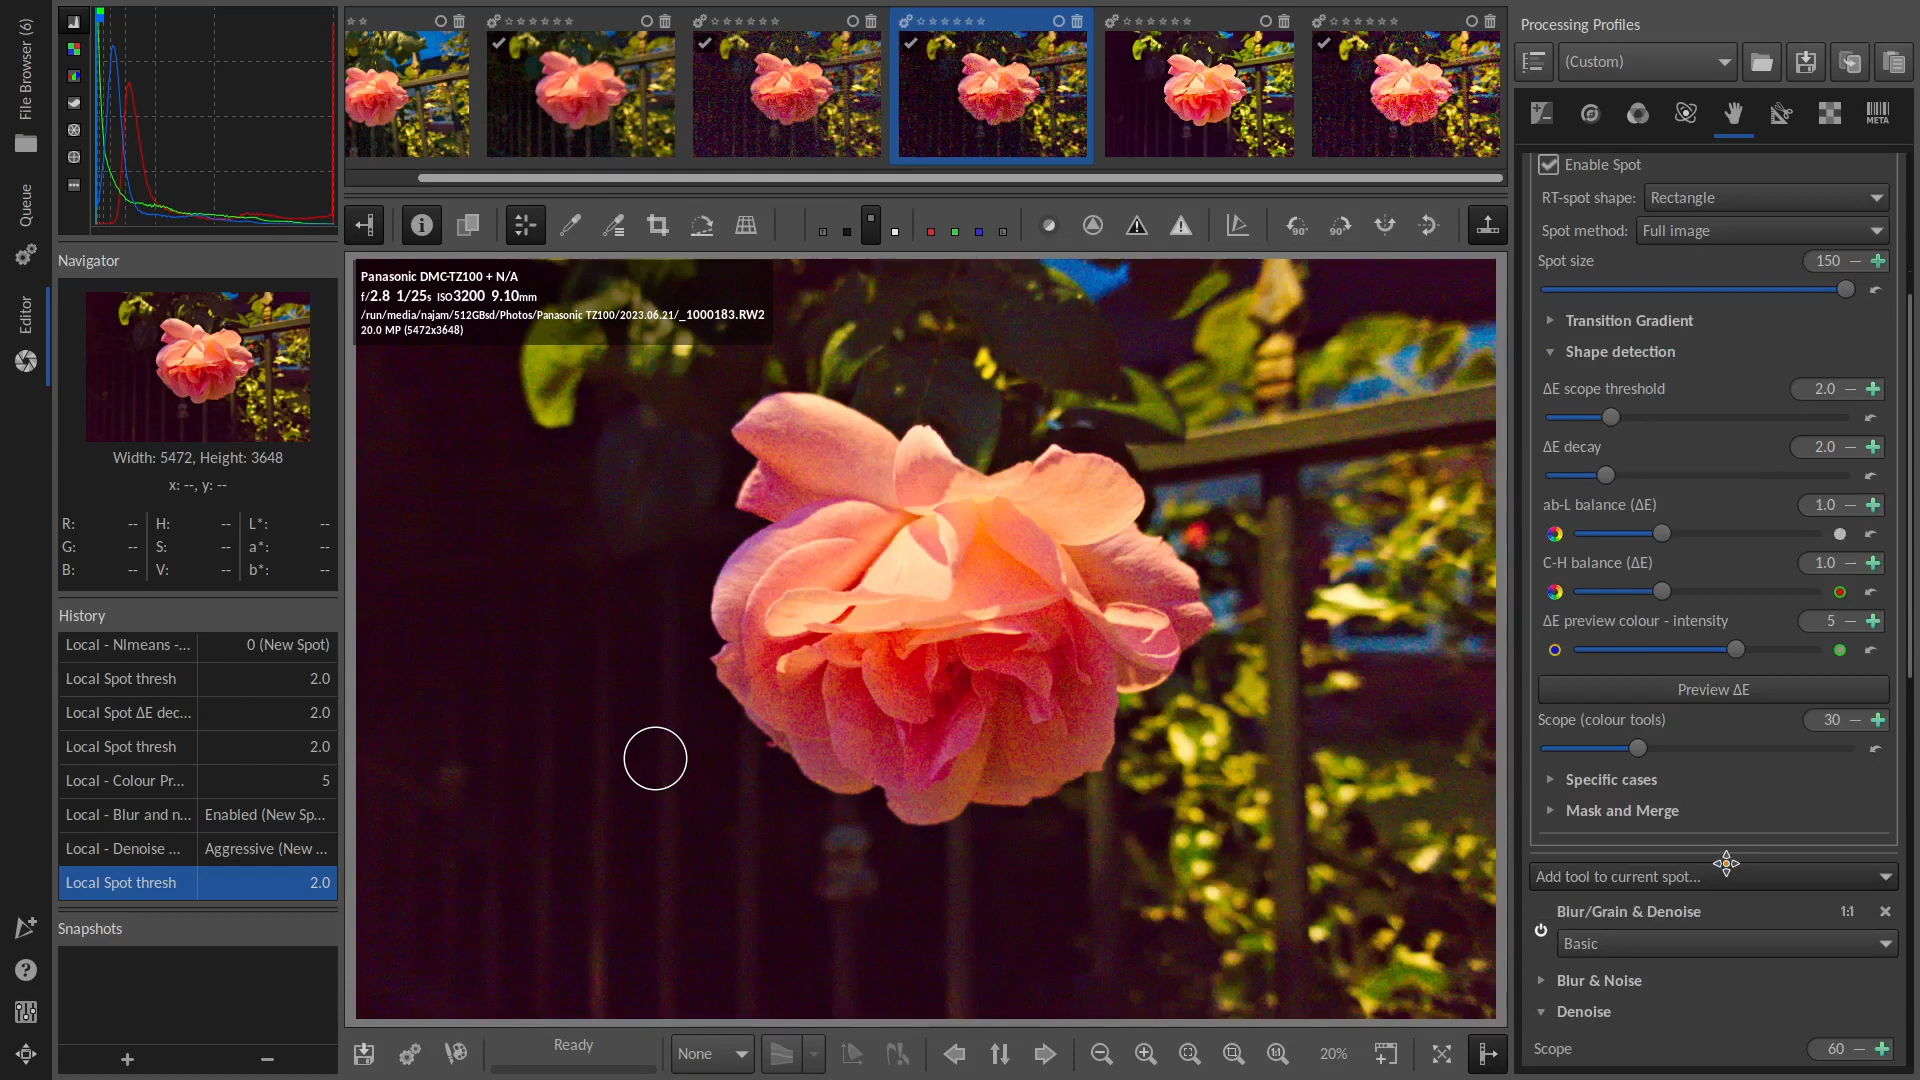 File Browser (6)
Queue
Editor
Navigator
Width: 5472, Height: 3648
x: --, y: --
R: -- H: -- L*: --
G: -- S: -- a*: --
B: -- V: -- b*: --
History
Local - Nlmeans -... 0 (New Spot)
Local Spot thresh 2.0
Local Spot ΔE dec... 2.0
Local Spot thresh 2.0
Local - Colour Pr... 5
Local - Blur and n... Enabled (New Sp...
Local - Denoise ... Aggressive (New ...
Local Spot thresh 2.0
Snapshots
90° 90°
Panasonic DMC-TZ100 + N/A
f/2.8 1/25s ISO3200 9.10mm
/run/media/najam/512GBsd/Photos/Panasonic TZ100/2023.06.21/_1000183.RW2
20.0 MP (5472x3648)
Ready
None
1:1
20%
Processing Profiles
(Custom)
META
Enable Spot
RT-spot shape: Rectangle
Spot method: Full image
Spot size 150
Transition Gradient
Shape detection
ΔE scope threshold 2.0
ΔE decay 2.0
ab-L balance (ΔE) 1.0
C-H balance (ΔE) 1.0
ΔE preview colour - intensity 5
Preview ΔE
Scope (colour tools) 30
Specific cases
Mask and Merge
Add tool to current spot...
Blur/Grain & Denoise 1:1
Basic
Blur & Noise
Denoise
Scope 60